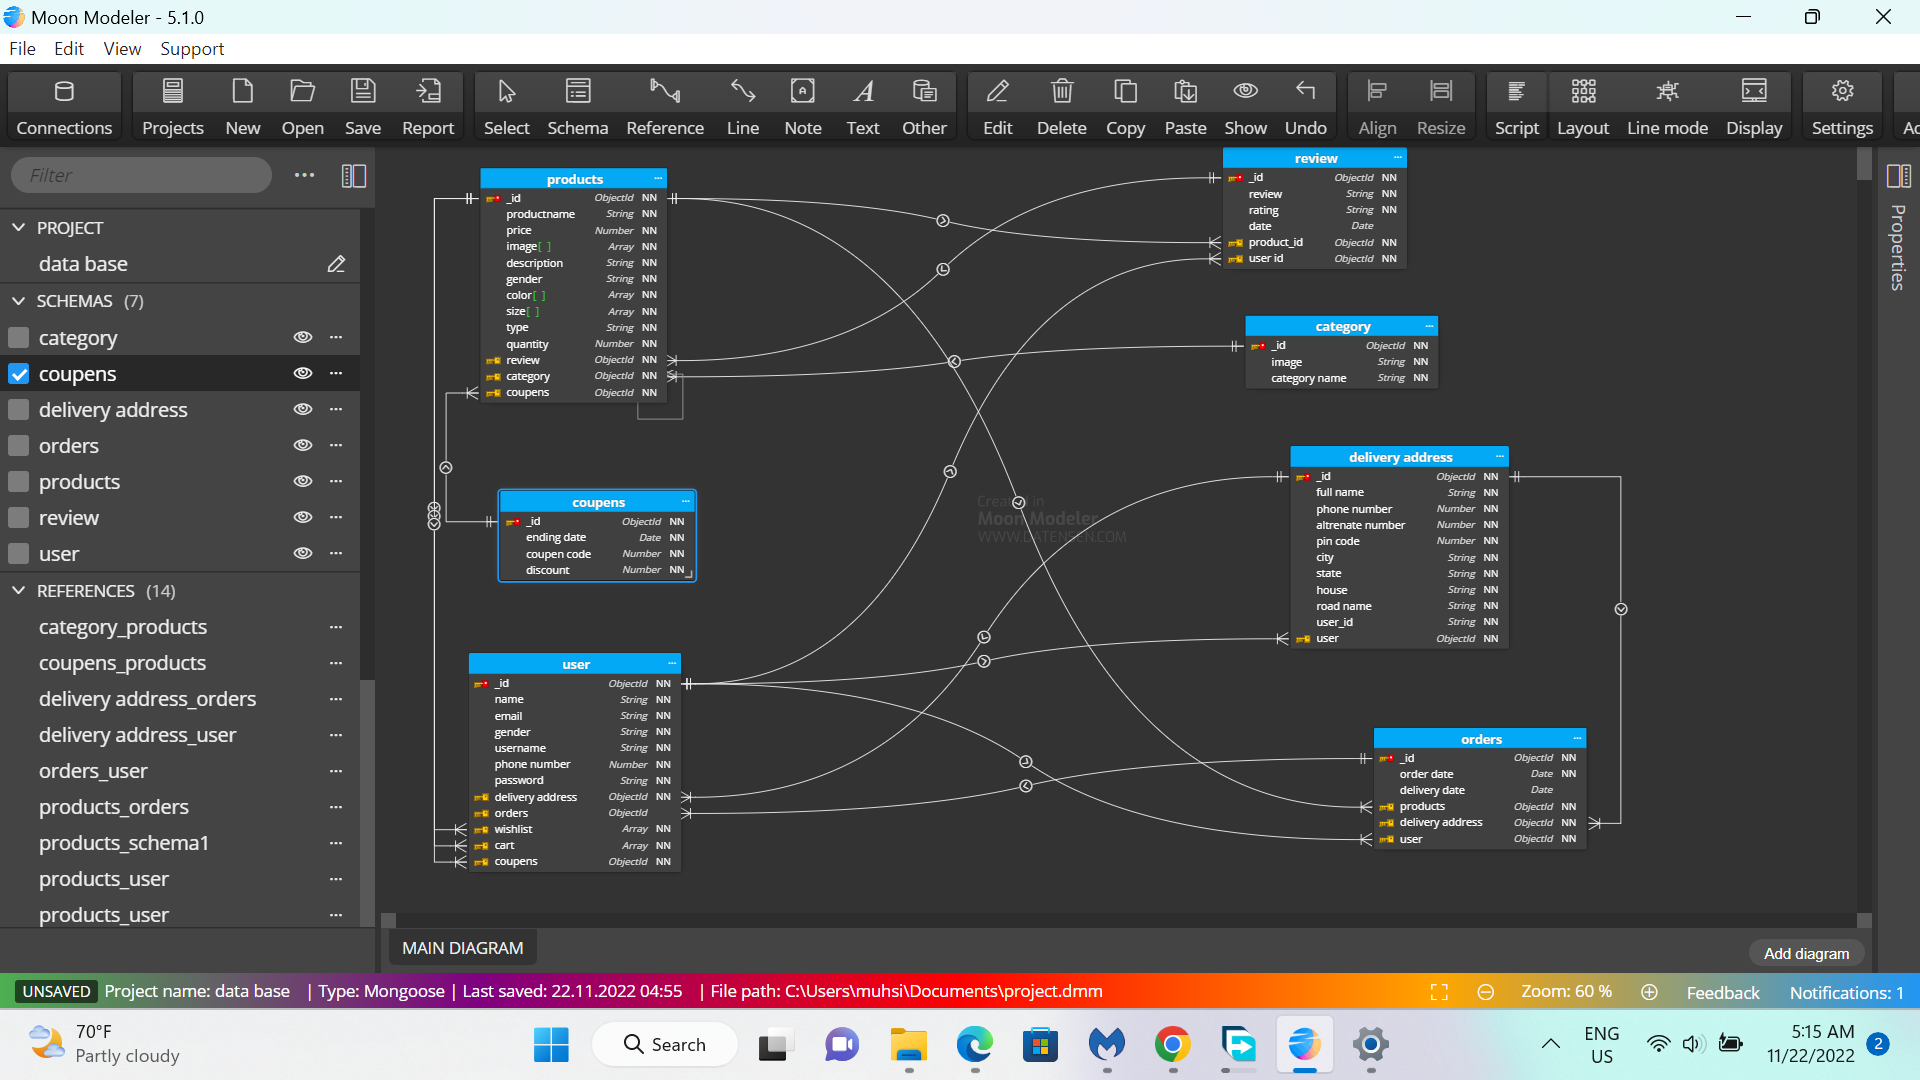 Moon Modeler - 5.1.0
File Edit View Support
Connections Projects New Open Save Report Select Schema Reference Line Note Text Other Edit Delete Copy Paste Show Undo Align Resize Script Layout Line mode Display Settings Ac
Filter
PROJECT
data base
SCHEMAS (7)
category
coupens
delivery address
orders
products
review
user
REFERENCES (14)
category_products
coupens_products
delivery address_orders
delivery address_user
orders_user
products_orders
products_schema1
products_user
products_user
products
_id ObjectId NN
productname String NN
price Number NN
image[ ] Array NN
description String NN
gender String NN
color[ ] Array NN
size[ ] Array NN
type String NN
quantity Number NN
review ObjectId NN
category ObjectId NN
coupens ObjectId NN
coupens
_id ObjectId NN
ending date Date NN
coupen code Number NN
discount Number NN
user
_id ObjectId NN
name String NN
email String NN
gender String NN
username String NN
phone number Number NN
password String NN
delivery address ObjectId NN
orders ObjectId
wishlist Array NN
cart Array NN
coupens ObjectId NN
review
_id ObjectId NN
review String NN
rating String NN
date Date
product_id ObjectId NN
user id ObjectId NN
category
_id ObjectId NN
image String NN
category name String NN
delivery address
_id ObjectId NN
full name String NN
phone number Number NN
altrenate number Number NN
pin code Number NN
city String NN
state String NN
house String NN
road name String NN
user_id String NN
user ObjectId NN
orders
_id ObjectId NN
order date Date NN
delivery date Date
products ObjectId NN
delivery address ObjectId NN
user ObjectId NN
Created in
Moon Modeler
WWW.DATENSEN.COM
Properties
MAIN DIAGRAM
Add diagram
UNSAVED Project name: data base | Type: Mongoose | Last saved: 22.11.2022 04:55 | File path: C:\Users\muhsi\Documents\project.dmm Zoom: 60 % Feedback Notifications: 1
70°F
Partly cloudy
Search
ENG
US
5:15 AM
11/22/2022
2